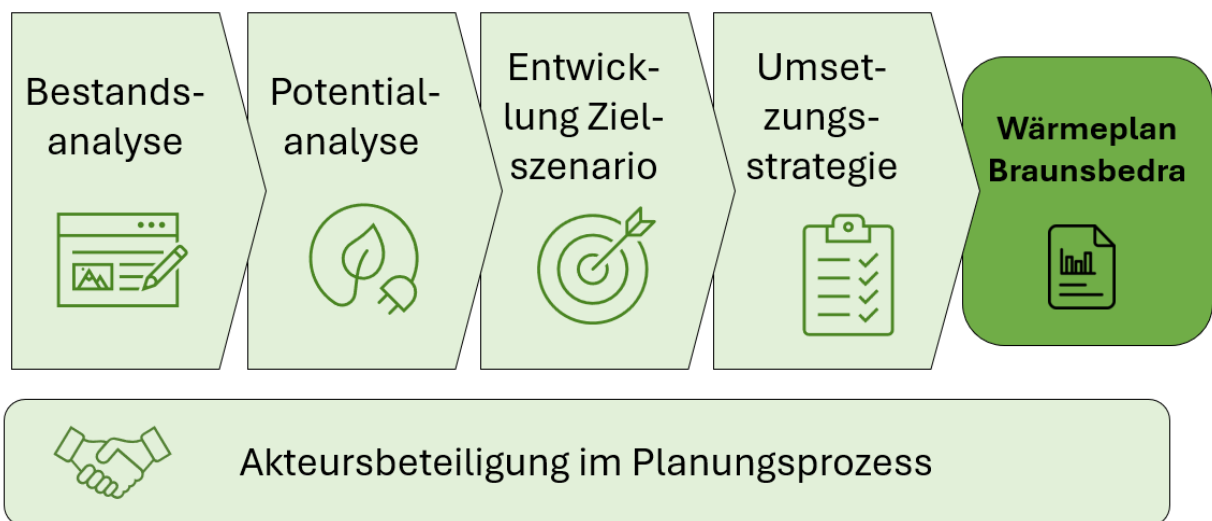 Bestands-
analyse
Potential-
analyse
Entwick-
lung Ziel-
szenario
Umset-
zungs-
strategie
Wärmeplan
Braunsbedra
Akteursbeteiligung im Planungsprozess